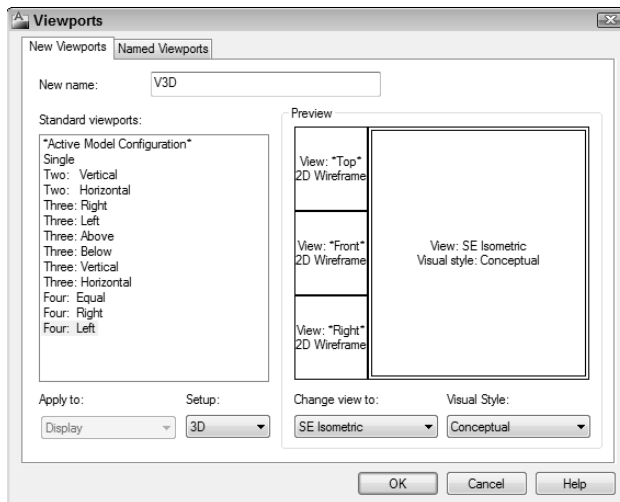 Viewports
New Viewports
Named Viewports
New name:
V3D
Standard viewports:
*Active Model Configuration*
Single
Two: Vertical
Two: Horizontal
Three: Right
Three: Left
Three: Above
Three: Below
Three: Vertical
Three: Horizontal
Four: Equal
Four: Right
Four: Left
Preview
View: *Top*
2D Wireframe
View: *Front*
2D Wireframe
View: *Right*
2D Wireframe
View: SE Isometric
Visual style: Conceptual
Apply to:
Setup:
Change view to:
Visual Style:
Display
3D
SE Isometric
Conceptual
OK
Cancel
Help